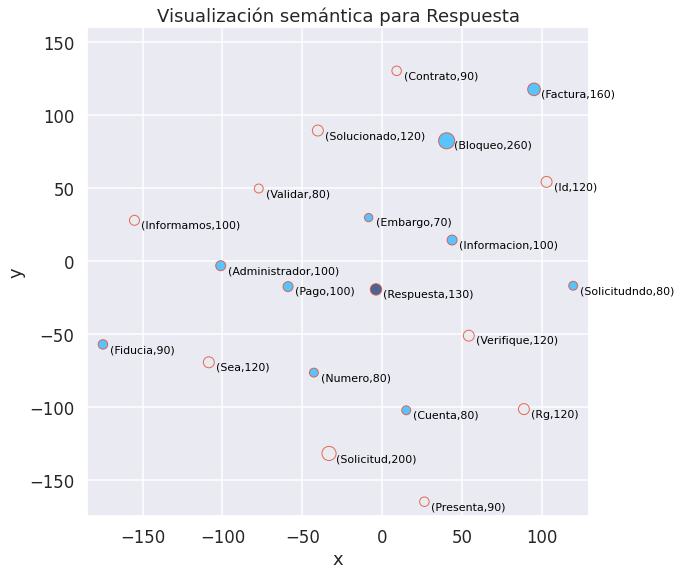 Visualización semántica para Respuesta
150
(Contrato,90)
(Factura,160)
100
(Solucionado,120)
(Bloqueo,260)
(Id,120)
50
(Validar,80)
(Informamos,100)
(Embargo,70)
(Informacion,100)
0
(Administrador,100)
(Pago,100)
(Respuesta,130)
(Solicitudndo,80)
y
−50
(Verifique,120)
(Fiducia,90)
(Sea,120)
(Numero,80)
−100
(Cuenta,80)
(Rg,120)
(Solicitud,200)
−150
(Presenta,90)
−150 −100 −50 0 50 100
x